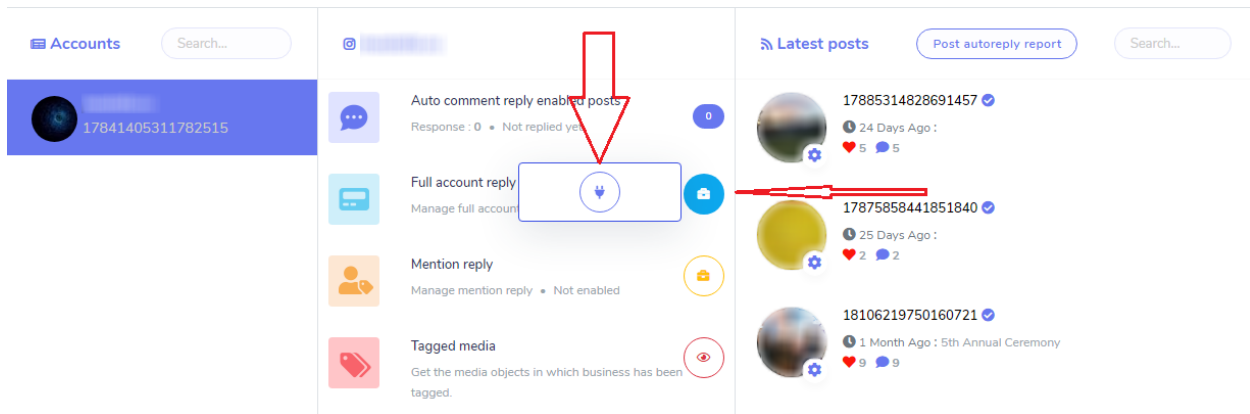 Accounts
Search...
17841405311782515
Auto comment reply enabled posts
Response : 0 • Not replied yet
0
Full account reply
Manage full account
Mention reply
Manage mention reply • Not enabled
Tagged media
Get the media objects in which business has been
tagged.
Latest posts
Post autoreply report
Search...
17885314828691457
24 Days Ago :
5 5
17875858441851840
25 Days Ago :
2 2
18106219750160721
1 Month Ago : 5th Annual Ceremony
9 9